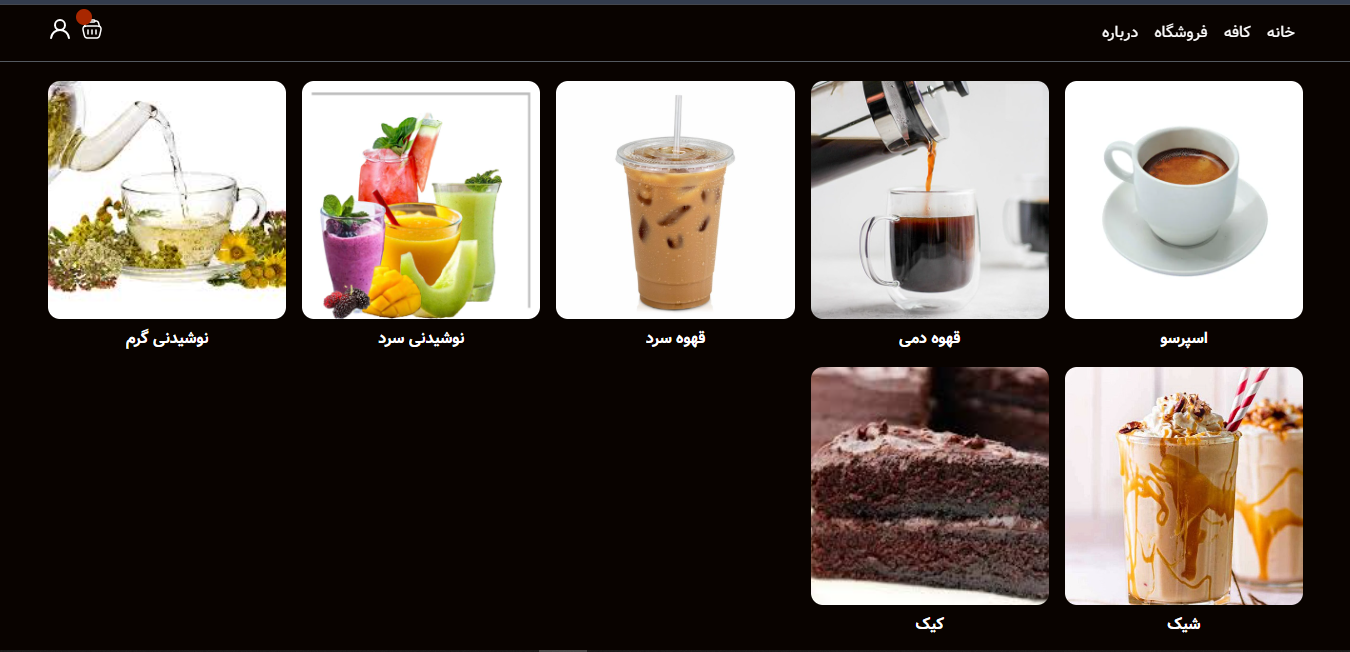 خانه کافه فروشگاه درباره
اسپرسو
قهوه دمی
قهوه سرد
نوشیدنی سرد
نوشیدنی گرم
شیک
کیک